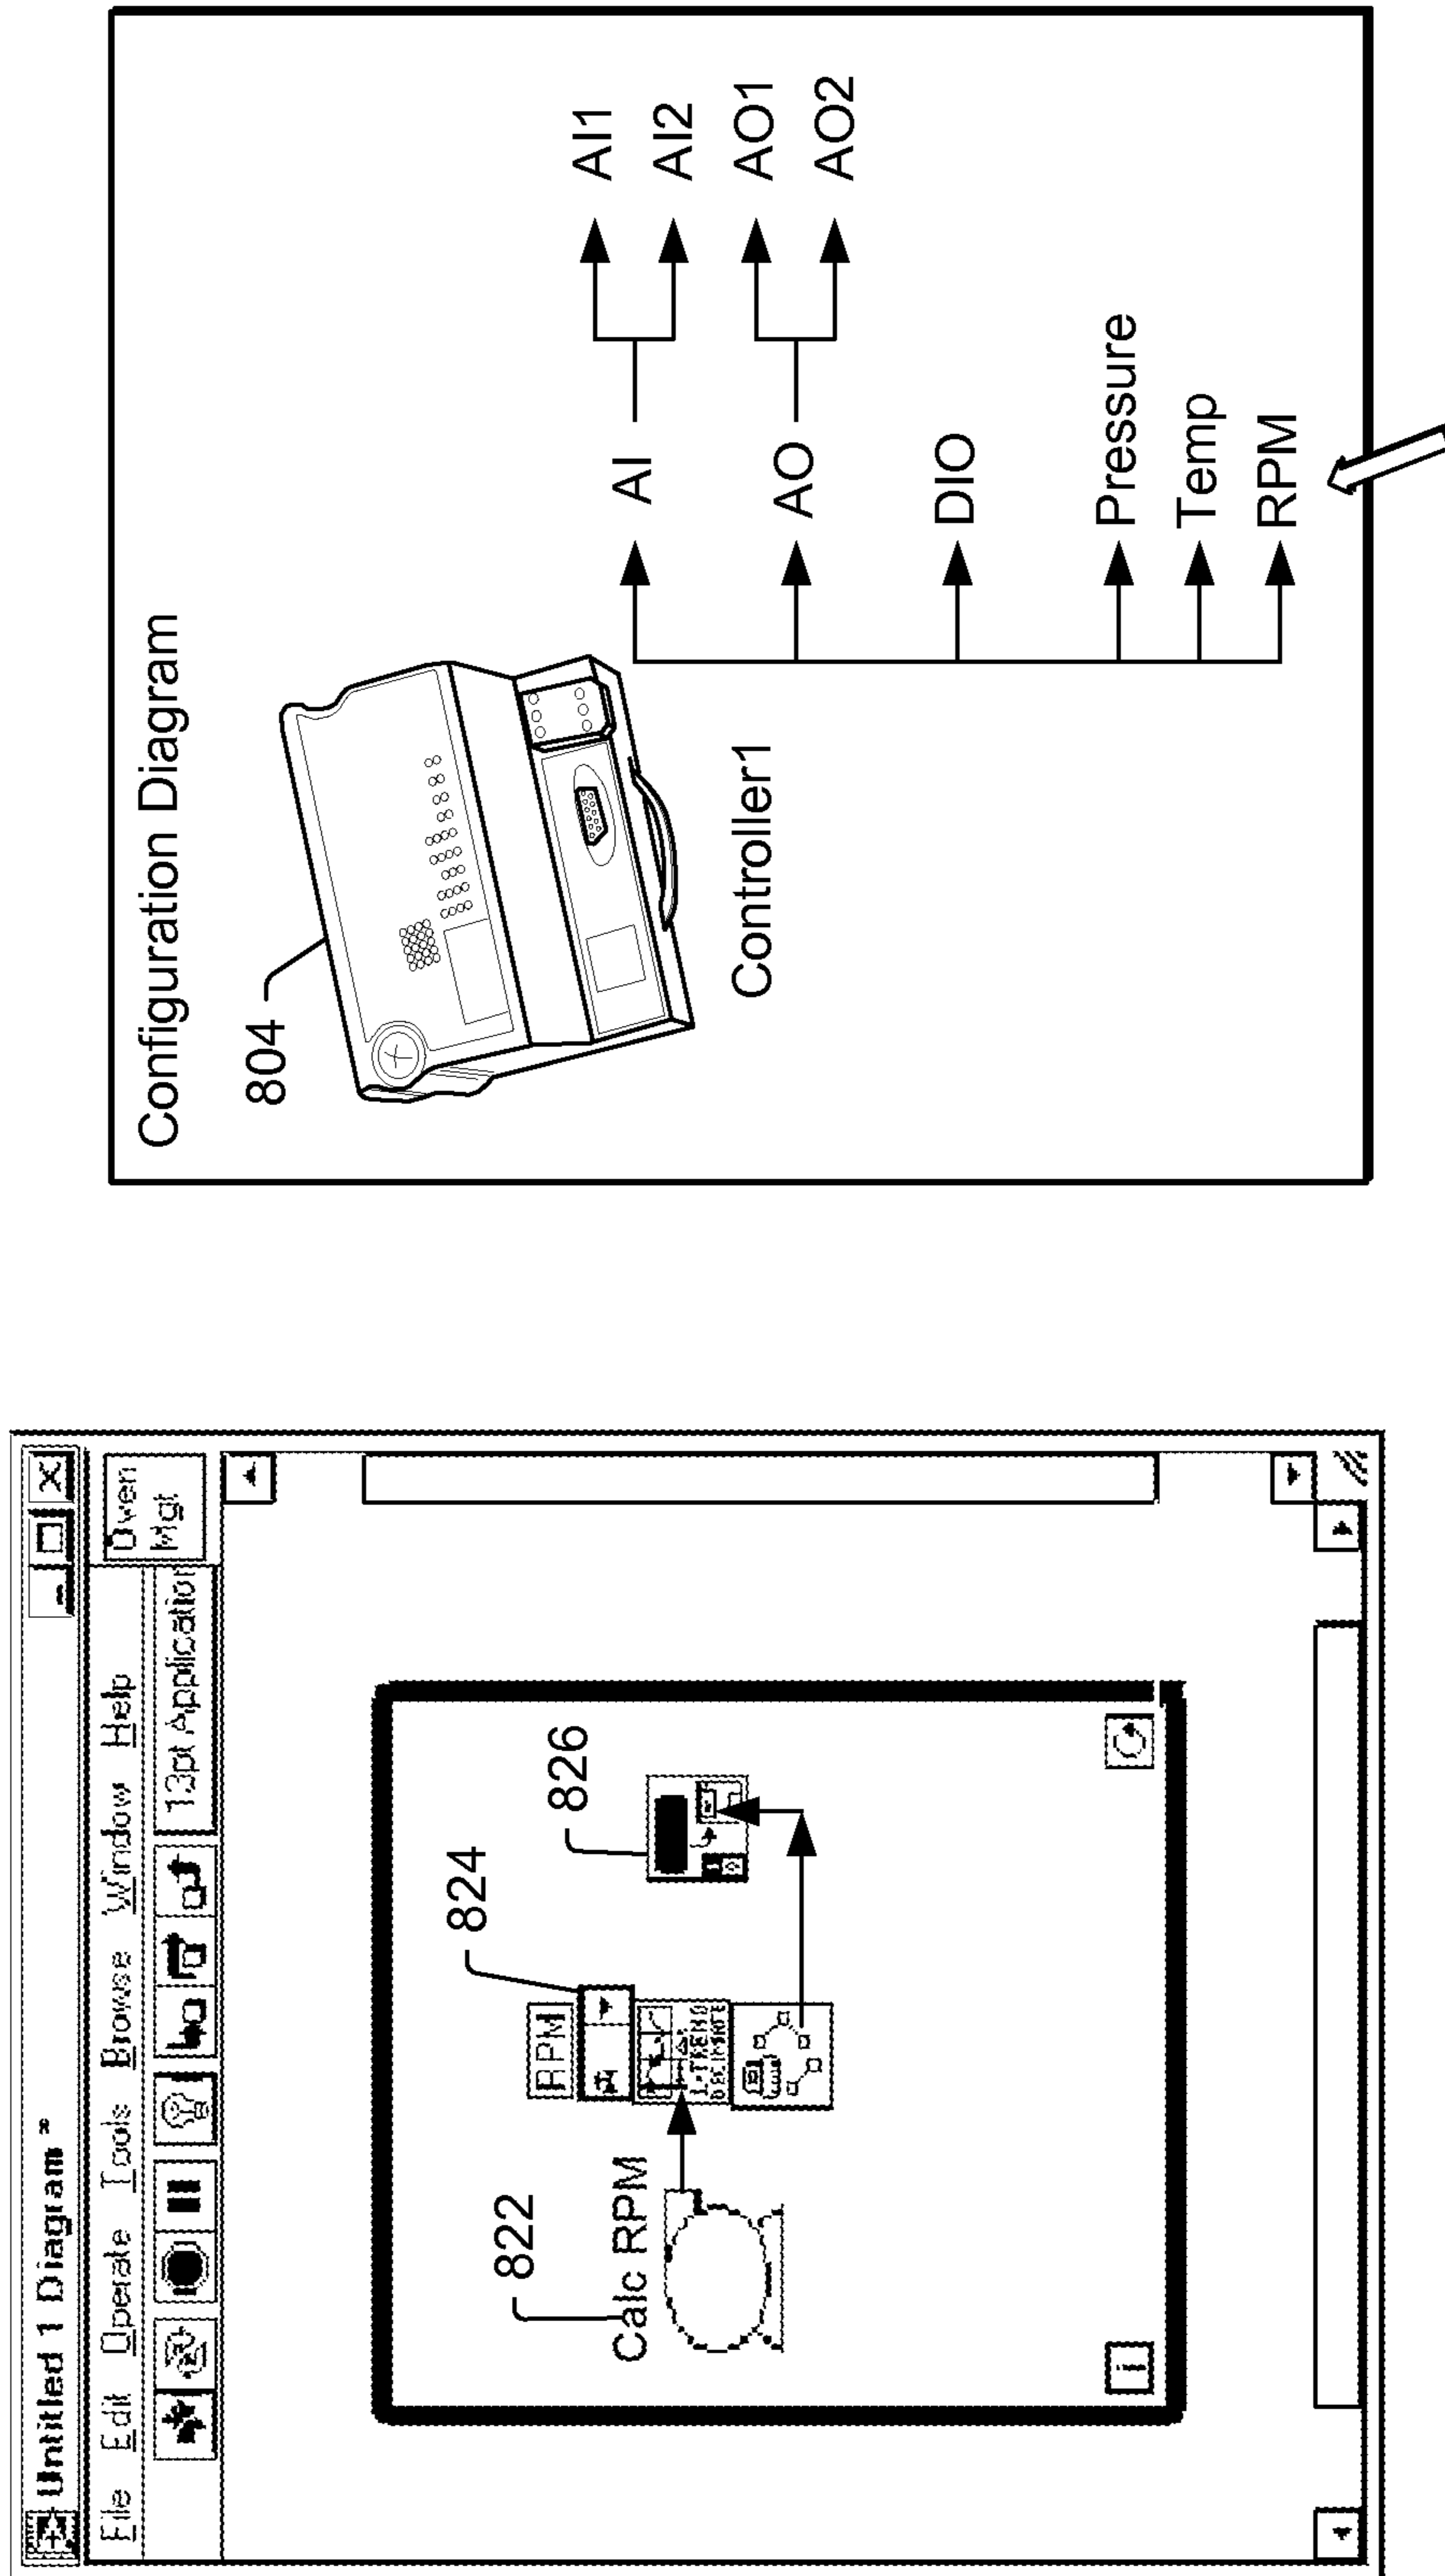 Untitled 1 Diagram *
File Edit Operate Tools Browse Window Help
13pt Application
Oven
Mgt
822
Calc RPM
824
RPM
826
i
Configuration Diagram
804
Controller1
AI
AI1
AI2
AO
AO1
AO2
DIO
Pressure
Temp
RPM